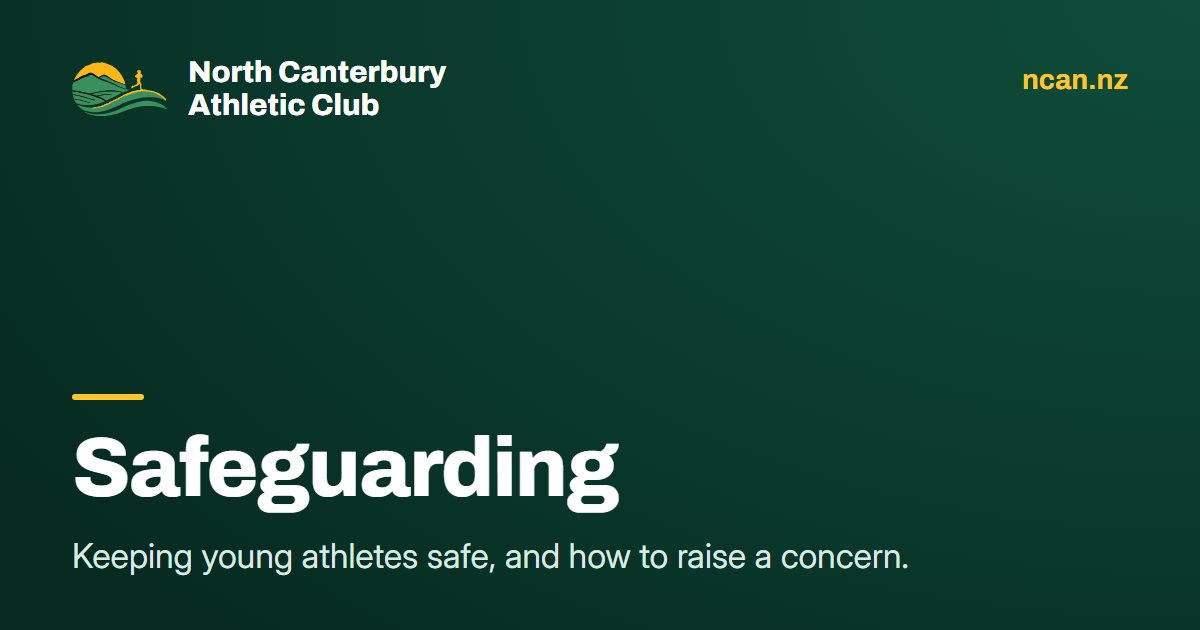 North Canterbury
Athletic Club
ncan.nz
Safeguarding
Keeping young athletes safe, and how to raise a concern.